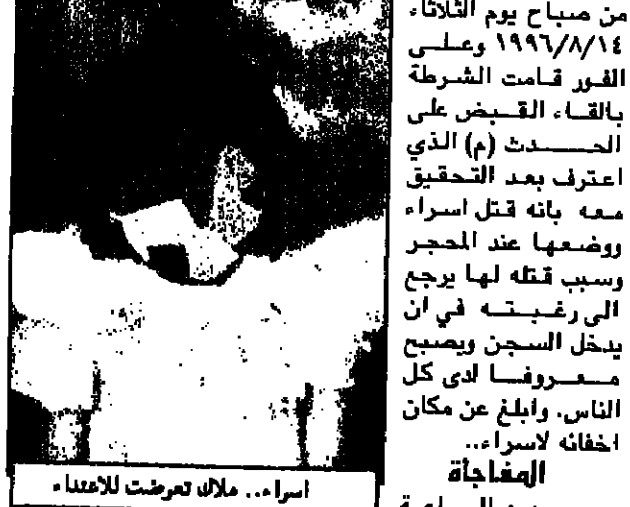 من صباح يوم الثلاثاء
١٩٩٦/٨/١٤ وعلى
الفور قامت الشرطة
بالقاء القبض على
الحدث (م) الذي
اعترف بعد التحقيق
معه بانه قتل اسراء
ووضعها عند المحجر
وسبب قتله لها يرجع
الى رغبته في ان
يدخل السجن ويصبح
معروفا لدى كل
الناس. وابلغ عن مكان
اخفائه لاسراء..
المفاجأة
اسراء.. ملاك تعرضت للاعتداء